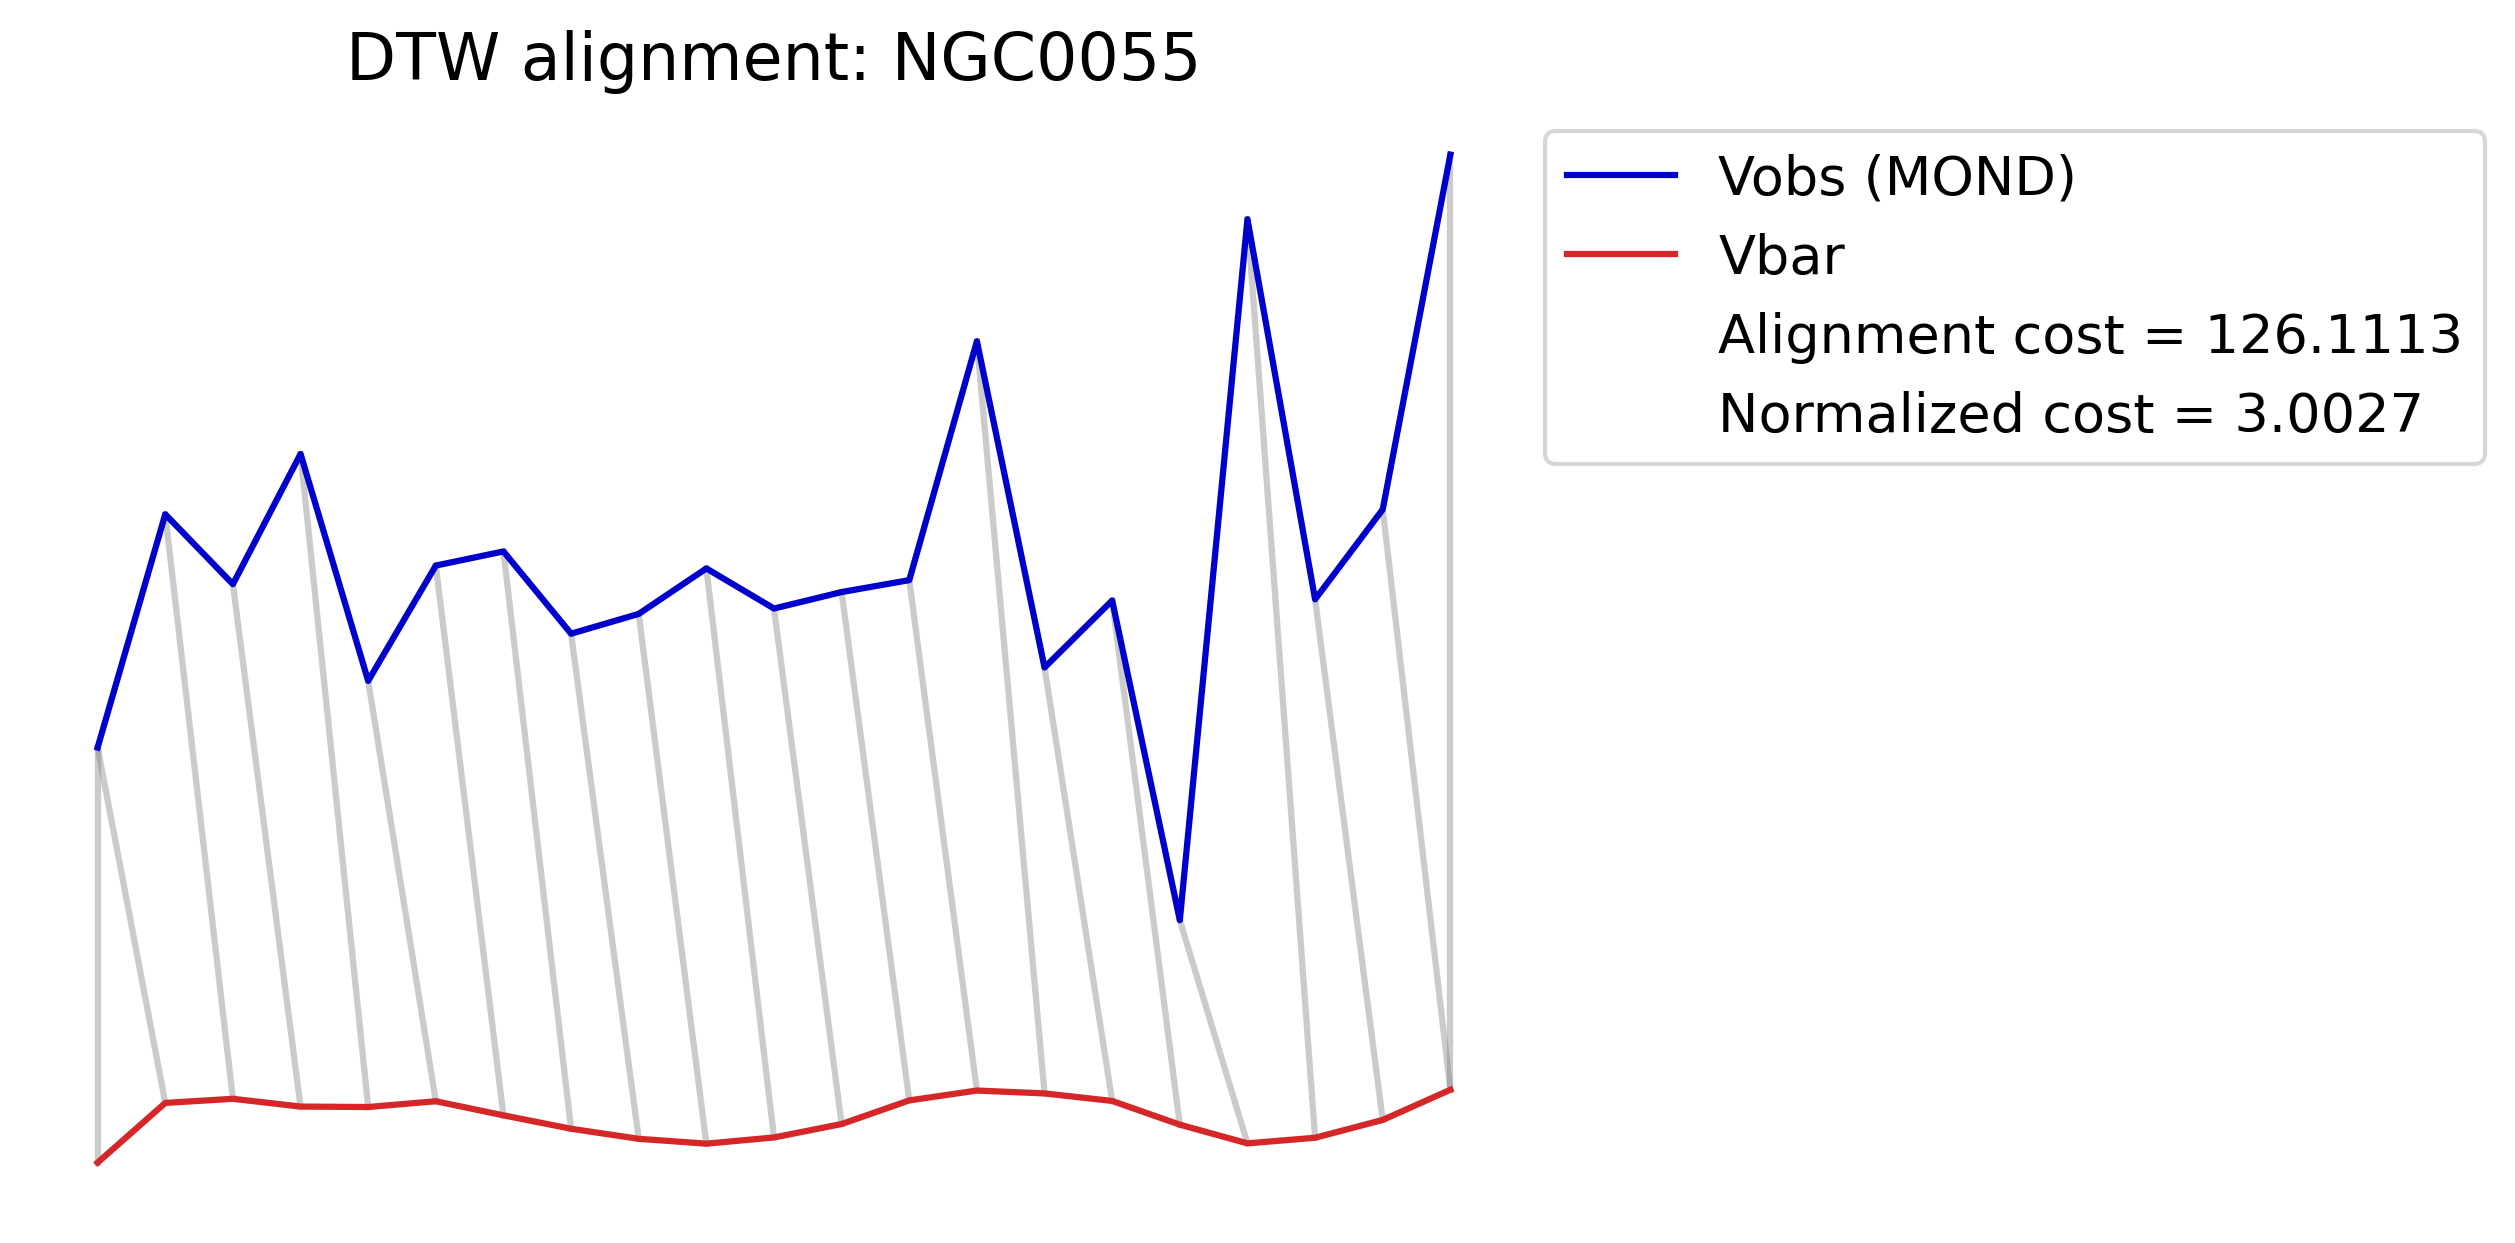 DTW alignment: NGC0055
Vobs (MOND)
Vbar
Alignment cost = 126.1113
Normalized cost = 3.0027